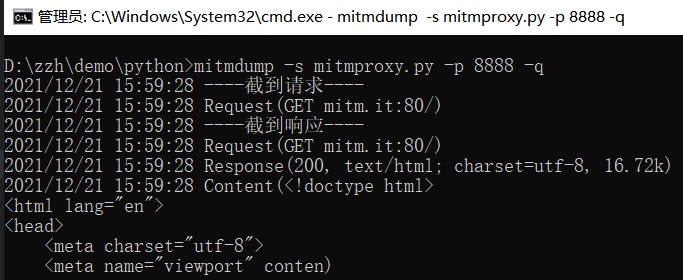 管理员: C:\Windows\System32\cmd.exe - mitmdump  -s mitmproxy.py -p 8888 -q
D:\zzh\demo\python>mitmdump -s mitmproxy.py -p 8888 -q
2021/12/21 15:59:28 ----截到请求----
2021/12/21 15:59:28 Request(GET mitm.it:80/)
2021/12/21 15:59:28 ----截到响应----
2021/12/21 15:59:28 Request(GET mitm.it:80/)
2021/12/21 15:59:28 Response(200, text/html; charset=utf-8, 16.72k)
2021/12/21 15:59:28 Content(<!doctype html>
<html lang="en">
<head>
    <meta charset="utf-8">
    <meta name="viewport" conten)